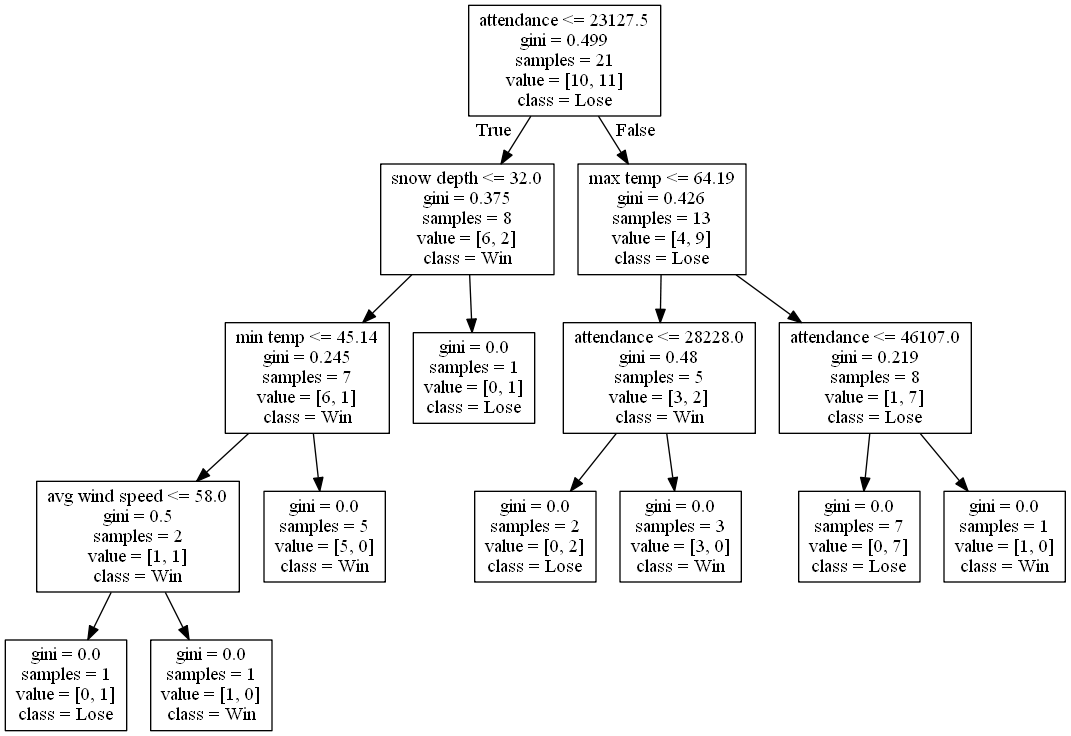 attendance <= 23127.5
gini = 0.499
samples = 21
value = [10, 11]
class = Lose
True
False
snow depth <= 32.0
gini = 0.375
samples = 8
value = [6, 2]
class = Win
max temp <= 64.19
gini = 0.426
samples = 13
value = [4, 9]
class = Lose
min temp <= 45.14
gini = 0.245
samples = 7
value = [6, 1]
class = Win
gini = 0.0
samples = 1
value = [0, 1]
class = Lose
attendance <= 28228.0
gini = 0.48
samples = 5
value = [3, 2]
class = Win
attendance <= 46107.0
gini = 0.219
samples = 8
value = [1, 7]
class = Lose
avg wind speed <= 58.0
gini = 0.5
samples = 2
value = [1, 1]
class = Win
gini = 0.0
samples = 5
value = [5, 0]
class = Win
gini = 0.0
samples = 2
value = [0, 2]
class = Lose
gini = 0.0
samples = 3
value = [3, 0]
class = Win
gini = 0.0
samples = 7
value = [0, 7]
class = Lose
gini = 0.0
samples = 1
value = [1, 0]
class = Win
gini = 0.0
samples = 1
value = [0, 1]
class = Lose
gini = 0.0
samples = 1
value = [1, 0]
class = Win